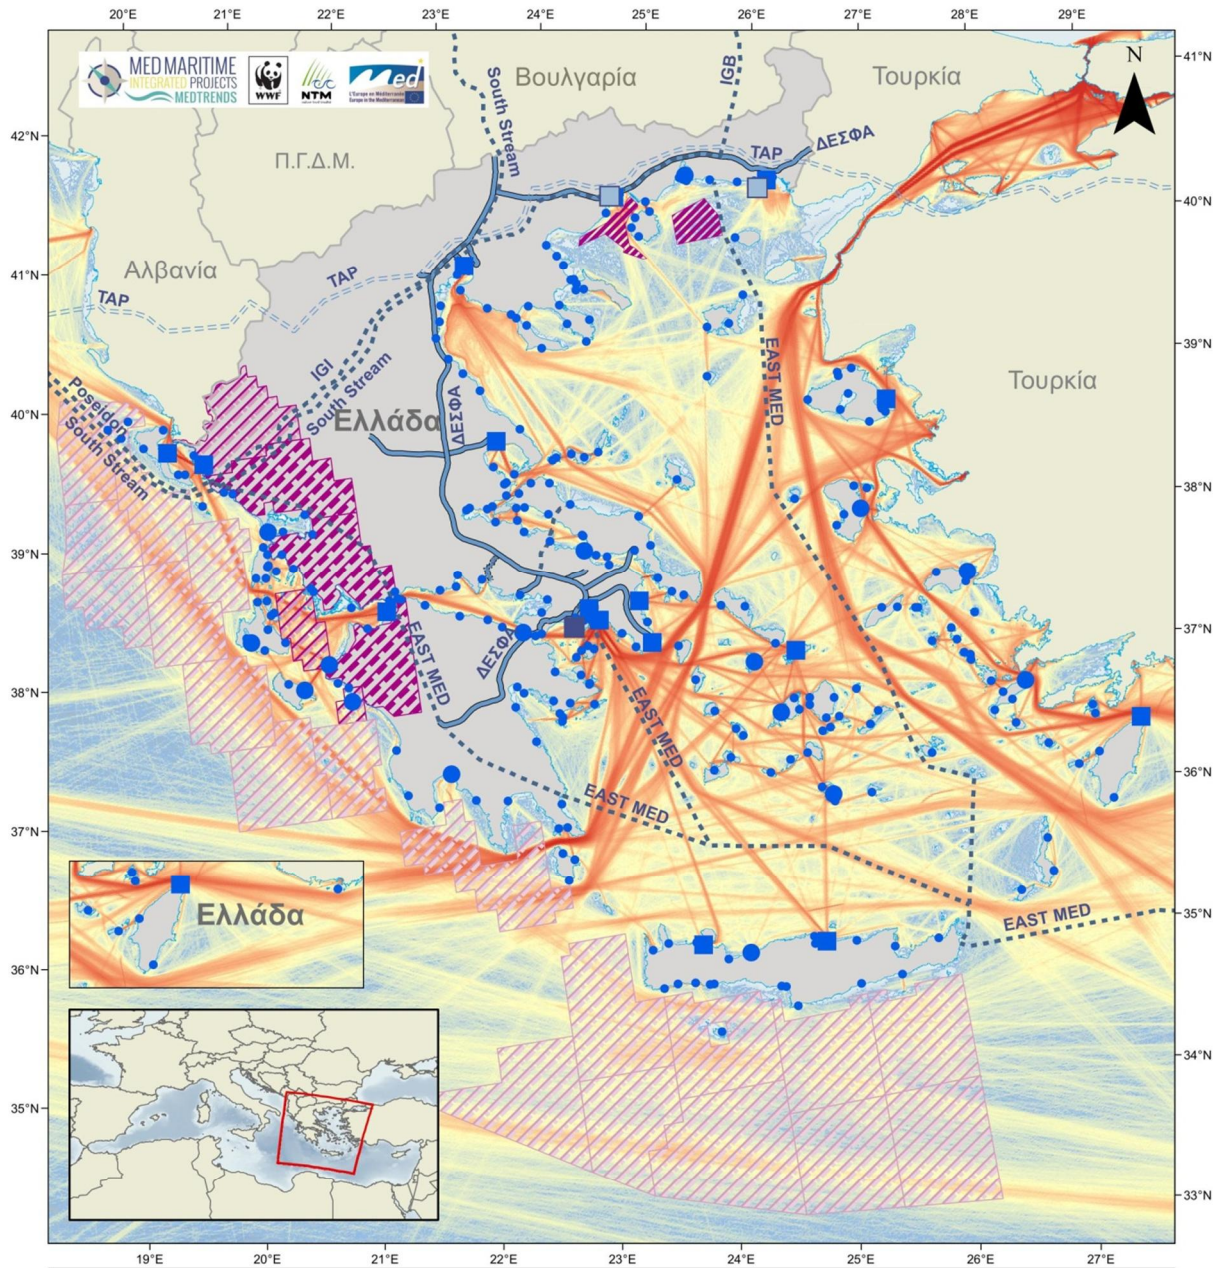 20°E 21°E 22°E 23°E 24°E 25°E 26°E 27°E 28°E 29°E
MED MARITIME
INTEGRATED PROJECTS
MEDTRENDS
WWF
NTM
Med
L'Europe en Méditerranée
Europe in the Mediterranean
South Stream
Βουλγαρία
IGB
Τουρκία
N
41°N
42°N
Π.Γ.Δ.Μ.
TAP
ΔΕΣΦΑ
40°N
41°N
Αλβανία
TAP
TAP
39°N
IGI
South Stream
EAST MED
Τουρκία
40°N
Poseidon
South Stream
Ελλάδα
ΔΕΣΦΑ
38°N
39°N
37°N
EAST MED
ΔΕΣΦΑ
EAST MED
38°N
36°N
EAST MED
37°N
Ελλάδα
EAST MED
35°N
36°N
34°N
35°N
33°N
19°E 20°E 21°E 22°E 23°E 24°E 25°E 26°E 27°E